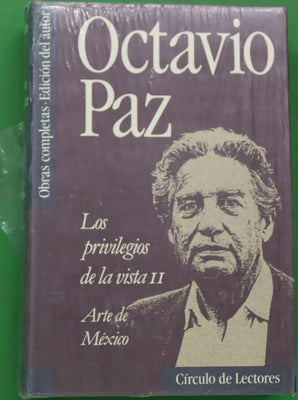 Obras completas · Edición del autor
Octavio
Paz
Los
privilegios
de la vista II
Arte de
México
Círculo de Lectores